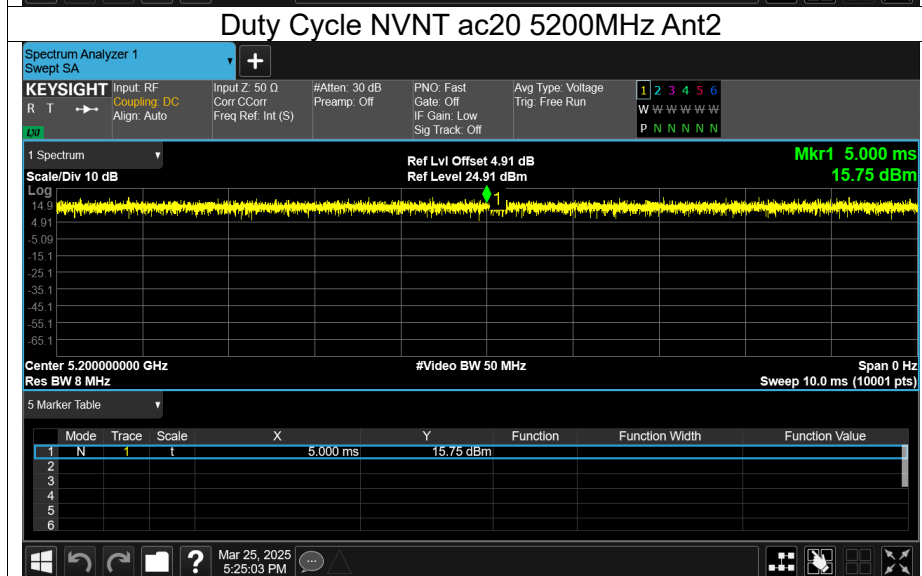 Duty Cycle NVNT ac20 5200MHz Ant2
Spectrum Analyzer 1
Swept SA
+
KEYSIGHT Input: RF Input Z: 50 Ω #Atten: 30 dB PNO: Fast Avg Type: Voltage 1 2 3 4 5 6
R T Coupling: DC Corr CCorr Preamp: Off Gate: Off Trig: Free Run W W W W W W
Align: Auto Freq Ref: Int (S) IF Gain: Low
LXI Sig Track: Off P N N N N N
1 Spectrum Ref Lvl Offset 4.91 dB Mkr1 5.000 ms
Scale/Div 10 dB Ref Level 24.91 dBm 15.75 dBm
Log
1
14.9
4.91
-5.09
-15.1
-25.1
-35.1
-45.1
-55.1
-65.1
Center 5.200000000 GHz #Video BW 50 MHz Span 0 Hz
Res BW 8 MHz Sweep 10.0 ms (10001 pts)
5 Marker Table
Mode Trace Scale X Y Function Function Width Function Value
1 N 1 t 5.000 ms 15.75 dBm
2
3
4
5
6
? Mar 25, 2025
5:25:03 PM